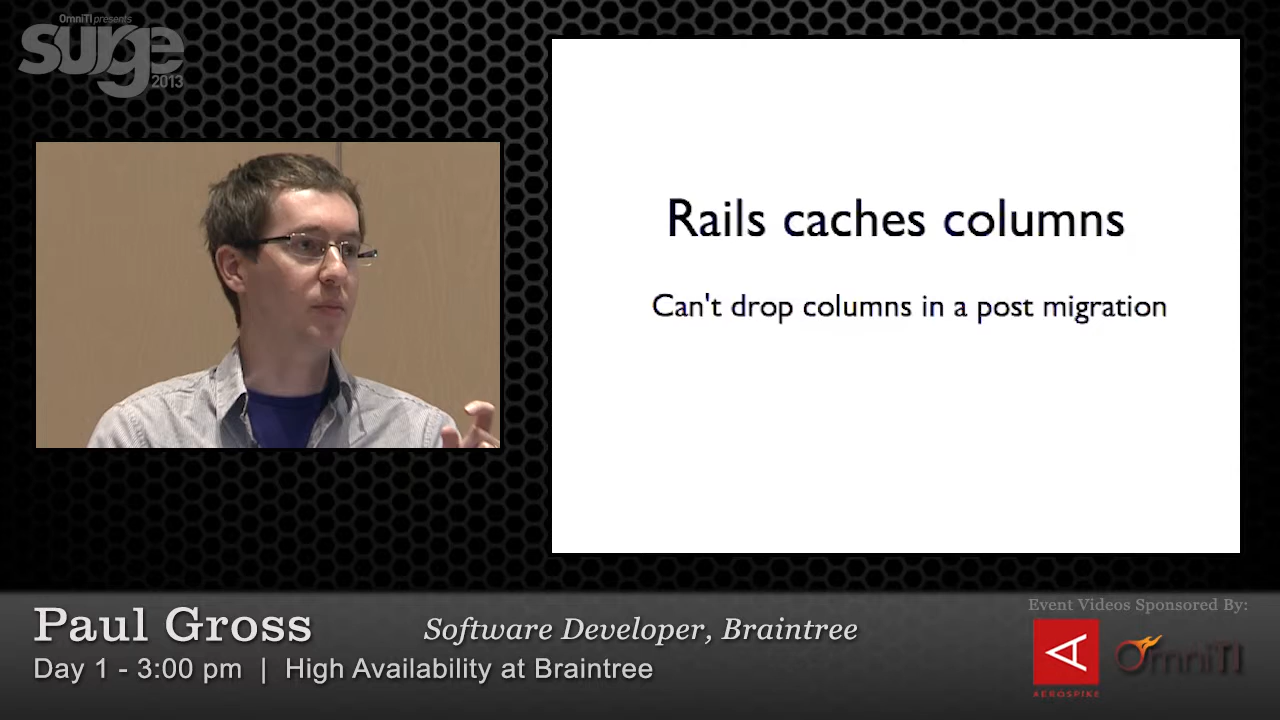 OmniTI presents
surge
2013
Rails caches columns
Can't drop columns in a post migration
Paul Gross
Software Developer, Braintree
Day 1 - 3:00 pm | High Availability at Braintree
Event Videos Sponsored By:
AEROSPIKE
OmniTI